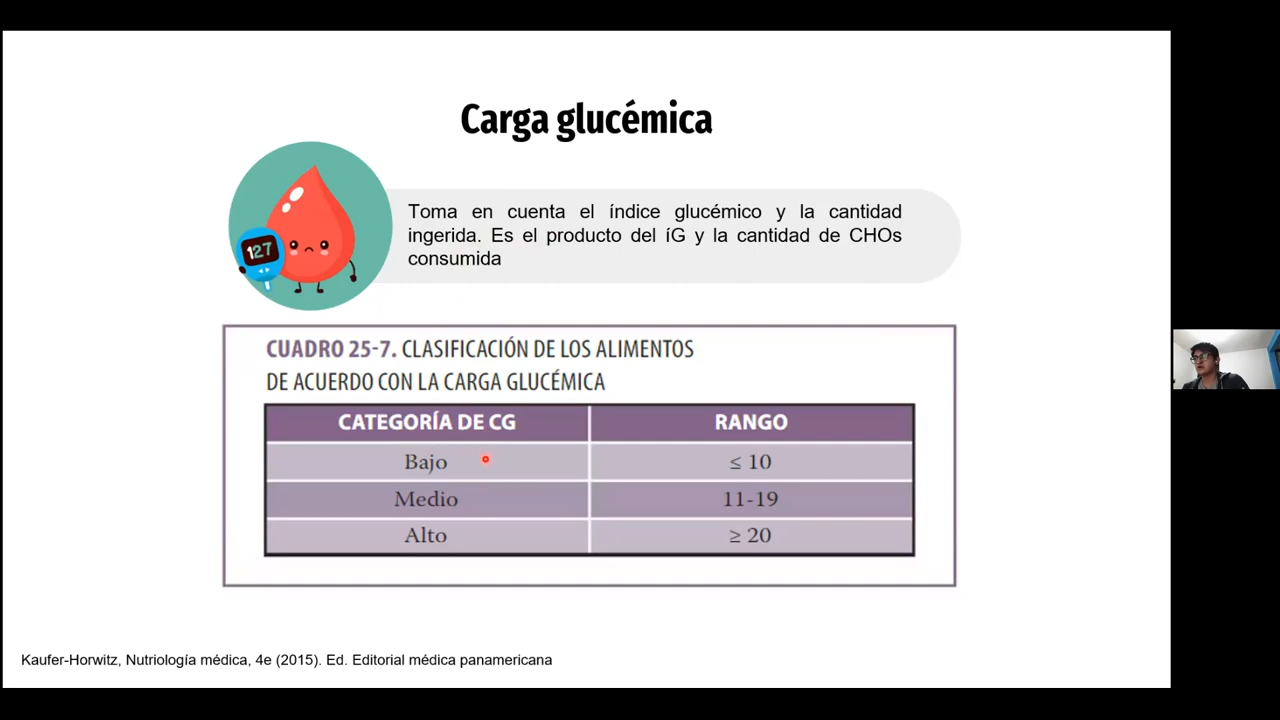 Carga glucémica
Toma en cuenta el índice glucémico y la cantidad
ingerida. Es el producto del íG y la cantidad de CHOs
consumida
127
CUADRO 25-7. CLASIFICACIÓN DE LOS ALIMENTOS
DE ACUERDO CON LA CARGA GLUCÉMICA
CATEGORÍA DE CG RANGO
Bajo ≤ 10
Medio 11-19
Alto ≥ 20
Kaufer-Horwitz, Nutriología médica, 4e (2015). Ed. Editorial médica panamericana